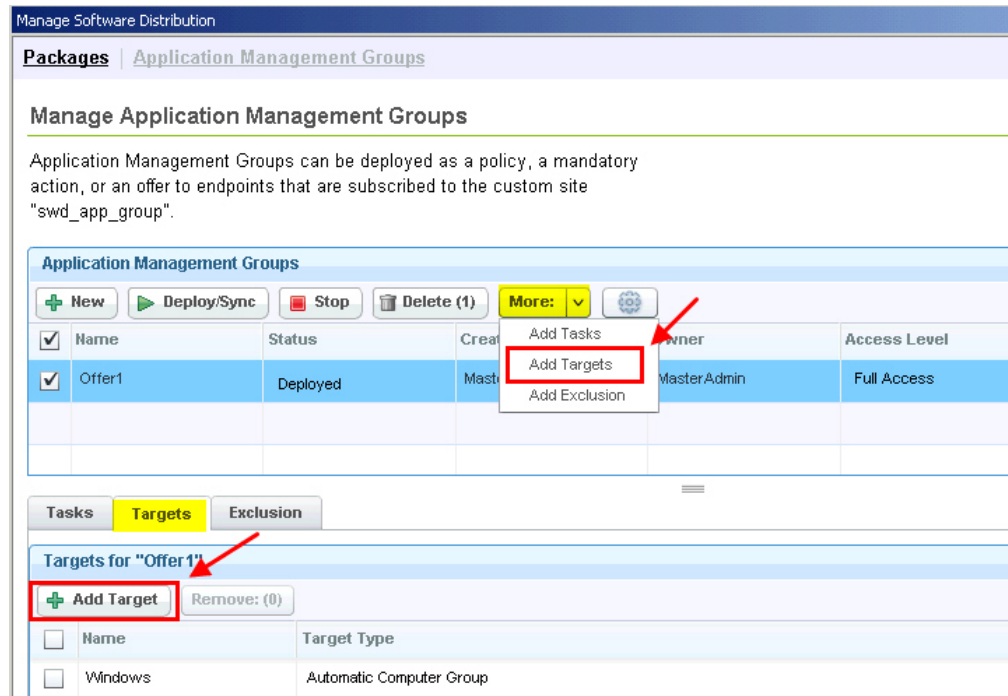 Manage Software Distribution
Packages | Application Management Groups
Manage Application Management Groups
Application Management Groups can be deployed as a policy, a mandatory
action, or an offer to endpoints that are subscribed to the custom site
"swd_app_group".
Application Management Groups
New Deploy/Sync Stop Delete (1) More:
Add Tasks
Add Targets
Add Exclusion
Name Status Access Level
Offer1 Deployed MasterAdmin Full Access
Tasks Targets Exclusion
Targets for "Offer1"
Add Target Remove: (0)
Name Target Type
Windows Automatic Computer Group